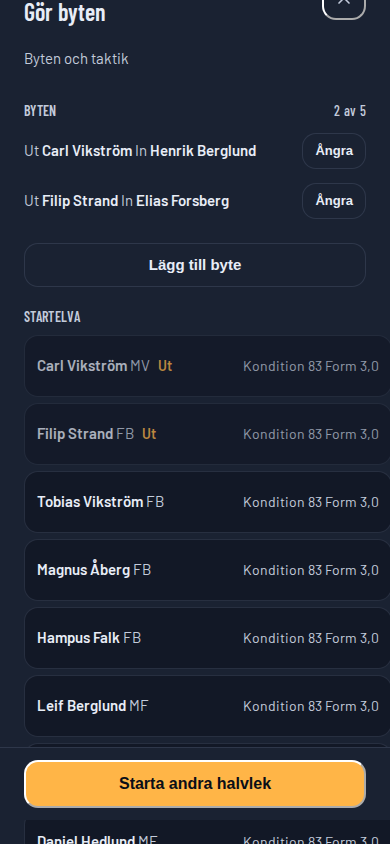 Gör byten
Byten och taktik
BYTEN 2 av 5
Ut Carl Vikström In Henrik Berglund Ångra
Ut Filip Strand In Elias Forsberg Ångra
Lägg till byte
STARTELVA
Carl Vikström MV Ut Kondition 83 Form 3,0
Filip Strand FB Ut Kondition 83 Form 3,0
Tobias Vikström FB Kondition 83 Form 3,0
Magnus Åberg FB Kondition 83 Form 3,0
Hampus Falk FB Kondition 83 Form 3,0
Leif Berglund MF Kondition 83 Form 3,0
Starta andra halvlek
Daniel Hedlund MF Kondition 83 Form 3,0